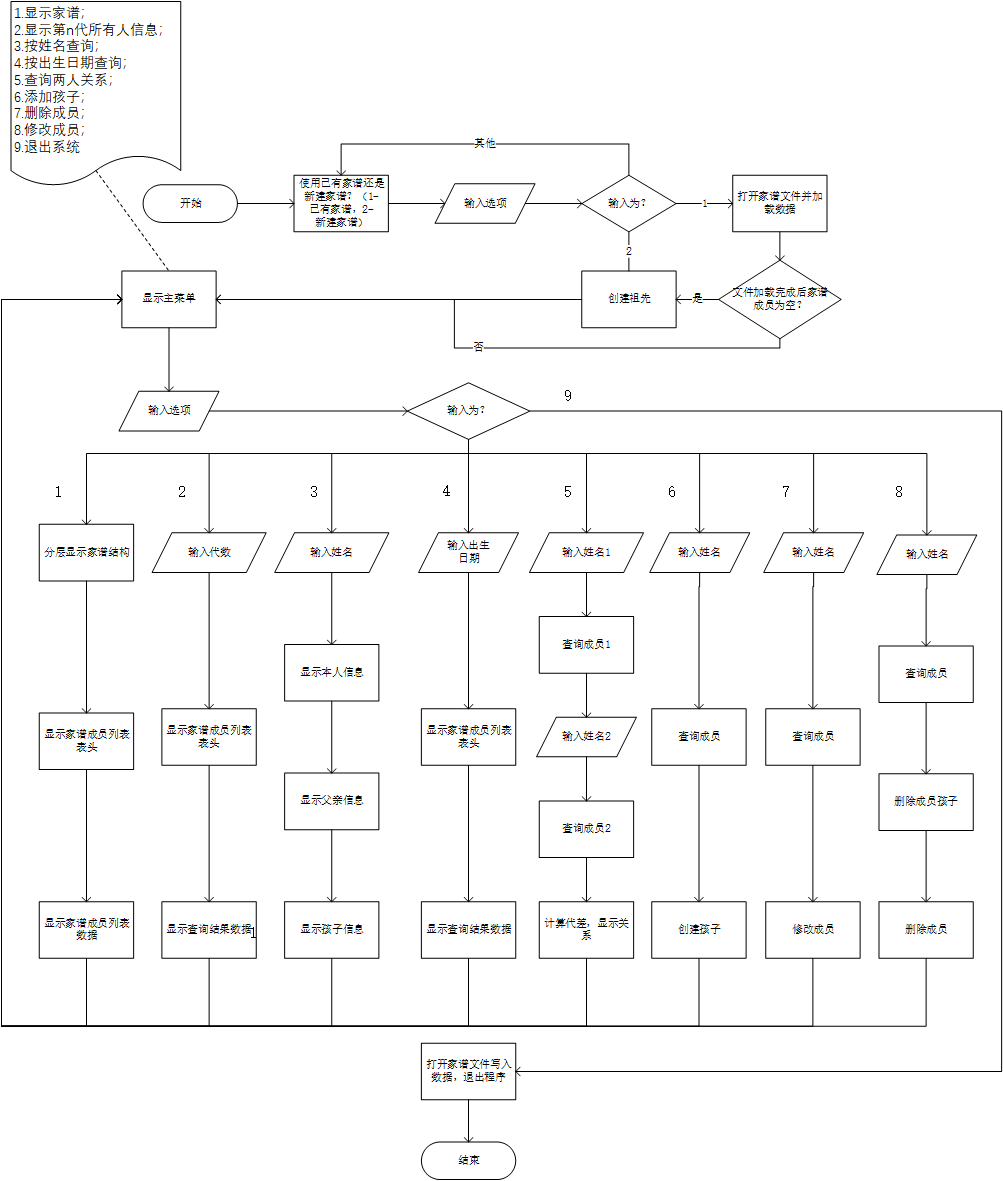 1.显示家谱;
2.显示第n代所有人信息;
3.按姓名查询;
4.按出生日期查询;
5.查询两人关系;
6.添加孩子;
7.删除成员;
8.修改成员;
9.退出系统
其他
开始
使用已有家谱还是
新建家谱？（1-
已有家谱，2-
新建家谱）
输入选项
输入为？
1
打开家谱文件并加
载数据
2
显示主菜单
创建祖先
是
文件加载完成后家谱
成员为空？
否
输入选项
输入为？
9
1
2
3
4
5
6
7
8
分层显示家谱结构
输入代数
输入姓名
输入出生
日期
输入姓名1
输入姓名
输入姓名
输入姓名
查询成员1
显示本人信息
查询成员
显示家谱成员列表
表头
显示家谱成员列表
表头
显示家谱成员列表
表头
输入姓名2
查询成员
查询成员
显示父亲信息
查询成员2
删除成员孩子
显示家谱成员列表
数据
显示查询结果数据
1
显示孩子信息
显示查询结果数据
计算代差，显示关
系
创建孩子
修改成员
删除成员
打开家谱文件写入
数据，退出程序
结束